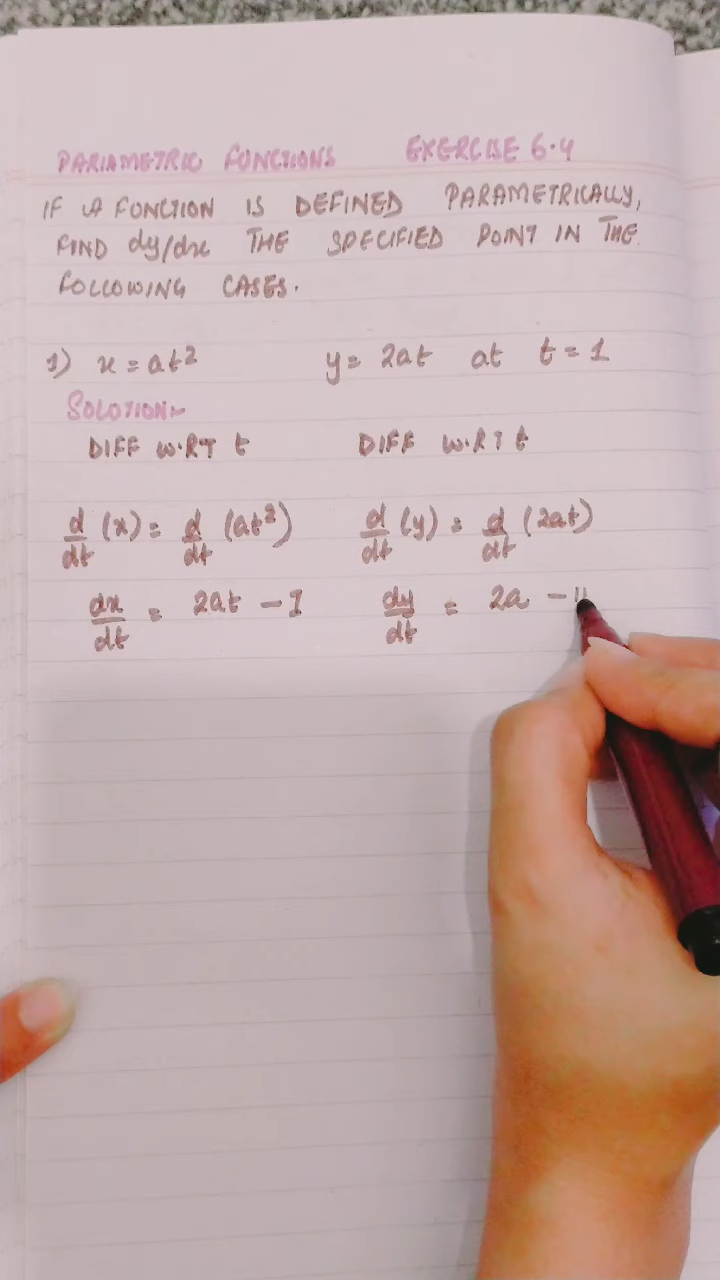 PARAMETRIC FUNCTIONS EXERCISE 6.4
IF A FUNCTION IS DEFINED PARAMETRICALLY,
FIND dy/dx THE SPECIFIED POINT IN THE
FOLLOWING CASES.
1) x = at² y = 2at at t = 1
SOLUTION:-
DIFF W.R.T t DIFF W.R.T t
d/dt (x) = d/dt (at²) d/dt (y) = d/dt (2at)
dx/dt = 2at - I dy/dt = 2a - II